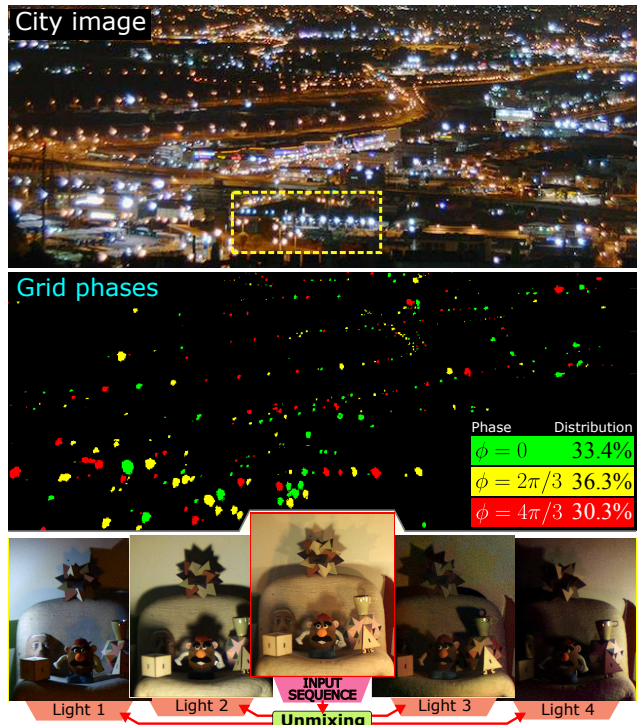 City image
Grid phases
Phase Distribution
ϕ = 0 33.4%
ϕ = 2π/3 36.3%
ϕ = 4π/3 30.3%
INPUT
SEQUENCE
Light 1 Light 2 Light 3 Light 4
Unmixing